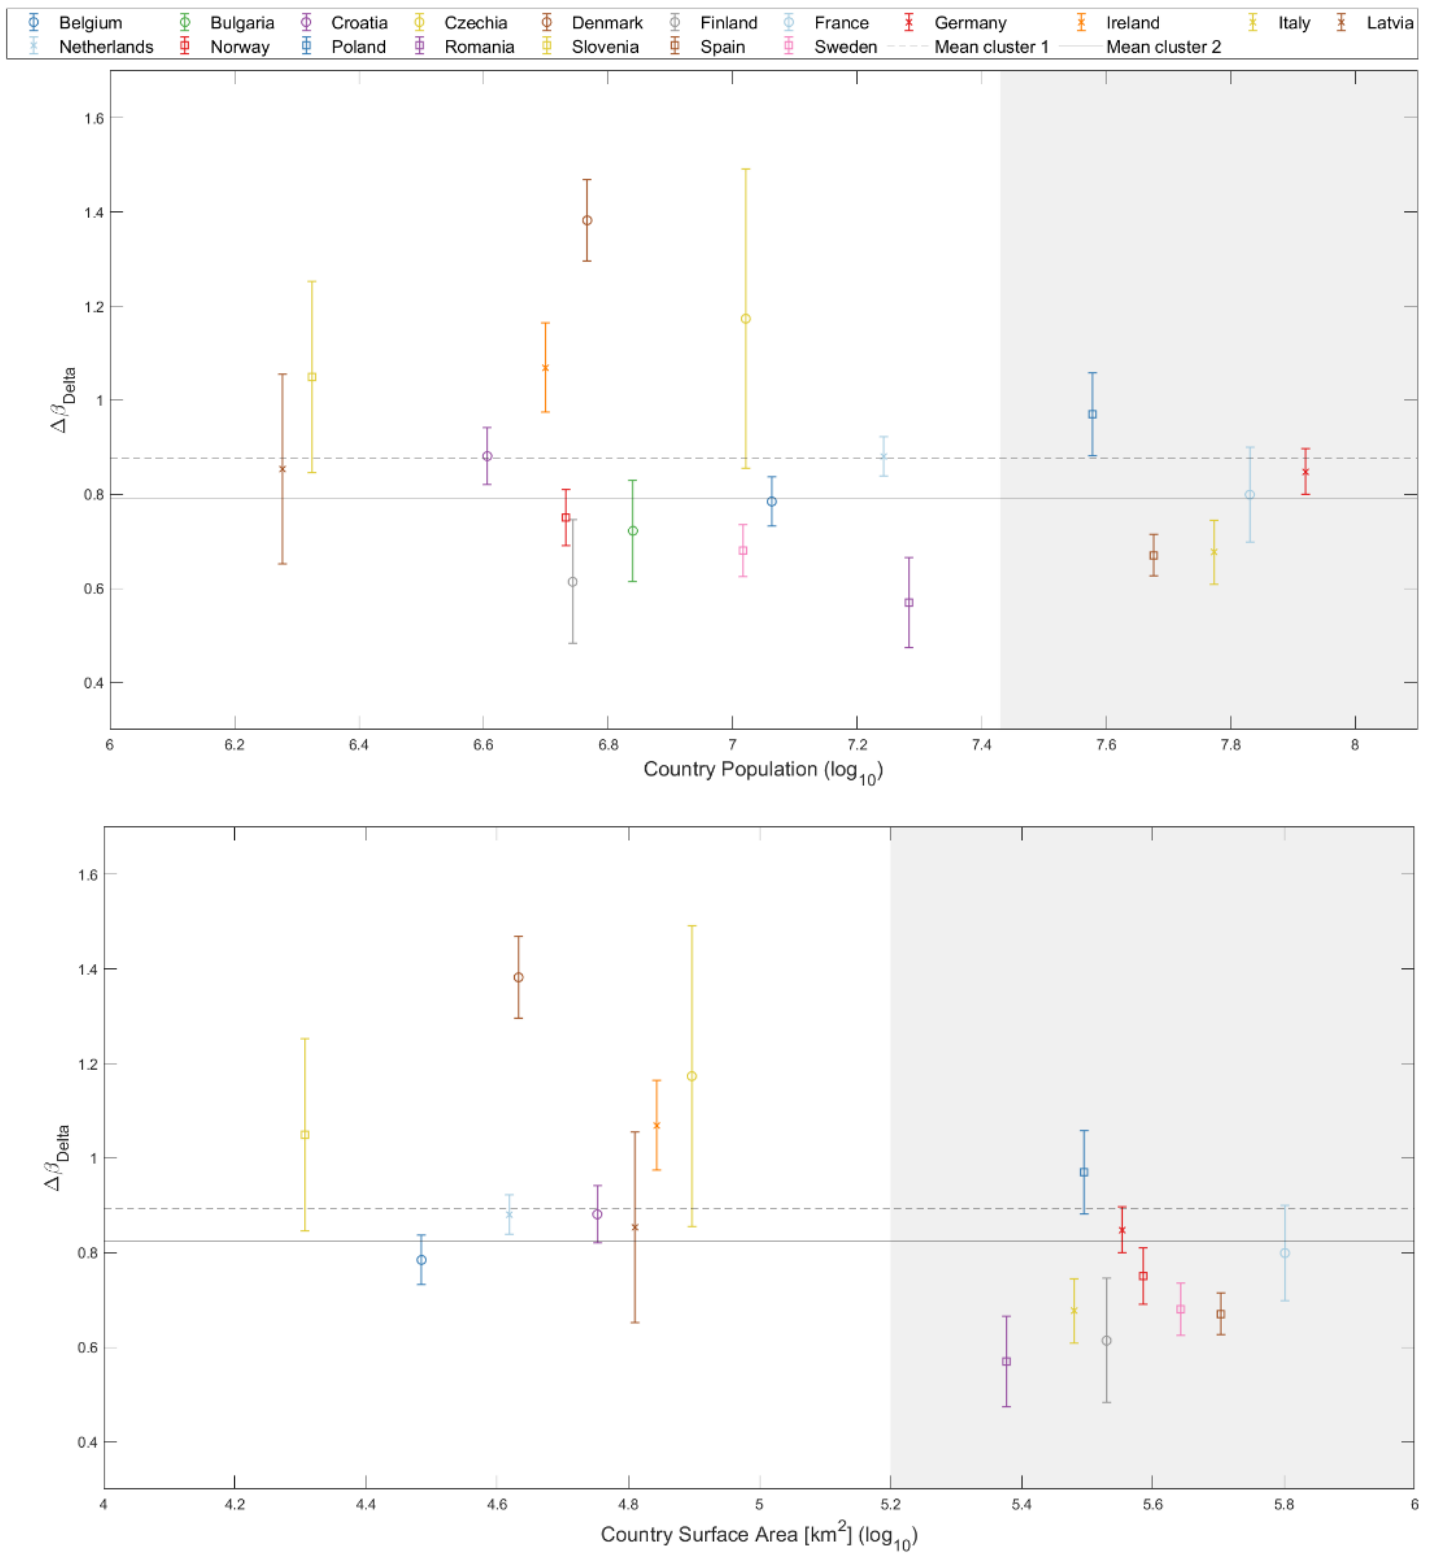 Belgium Bulgaria Croatia Czechia Denmark Finland France Germany Ireland Italy Latvia
Netherlands Norway Poland Romania Slovenia Spain Sweden Mean cluster 1 Mean cluster 2
1.6
1.4
1.2
1
0.8
0.6
0.4
Δβ_Delta
6 6.2 6.4 6.6 6.8 7 7.2 7.4 7.6 7.8 8
Country Population (log10)
1.6
1.4
1.2
1
0.8
0.6
0.4
Δβ_Delta
4 4.2 4.4 4.6 4.8 5 5.2 5.4 5.6 5.8 6
Country Surface Area [km²] (log10)